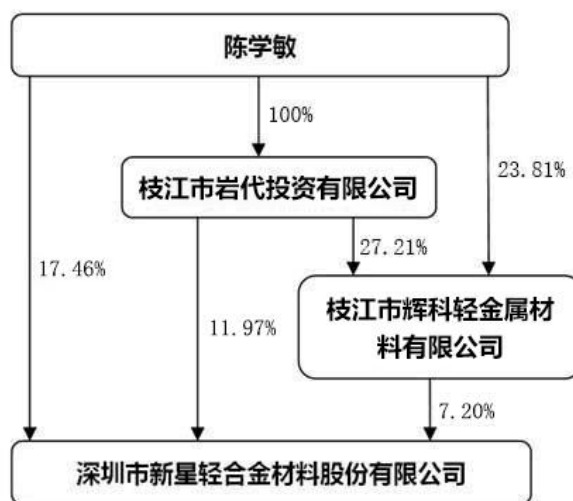 陈学敏
100%
枝江市岩代投资有限公司
23.81%
27.21%
17.46%
11.97%
枝江市辉科轻金属材
料有限公司
7.20%
深圳市新星轻合金材料股份有限公司